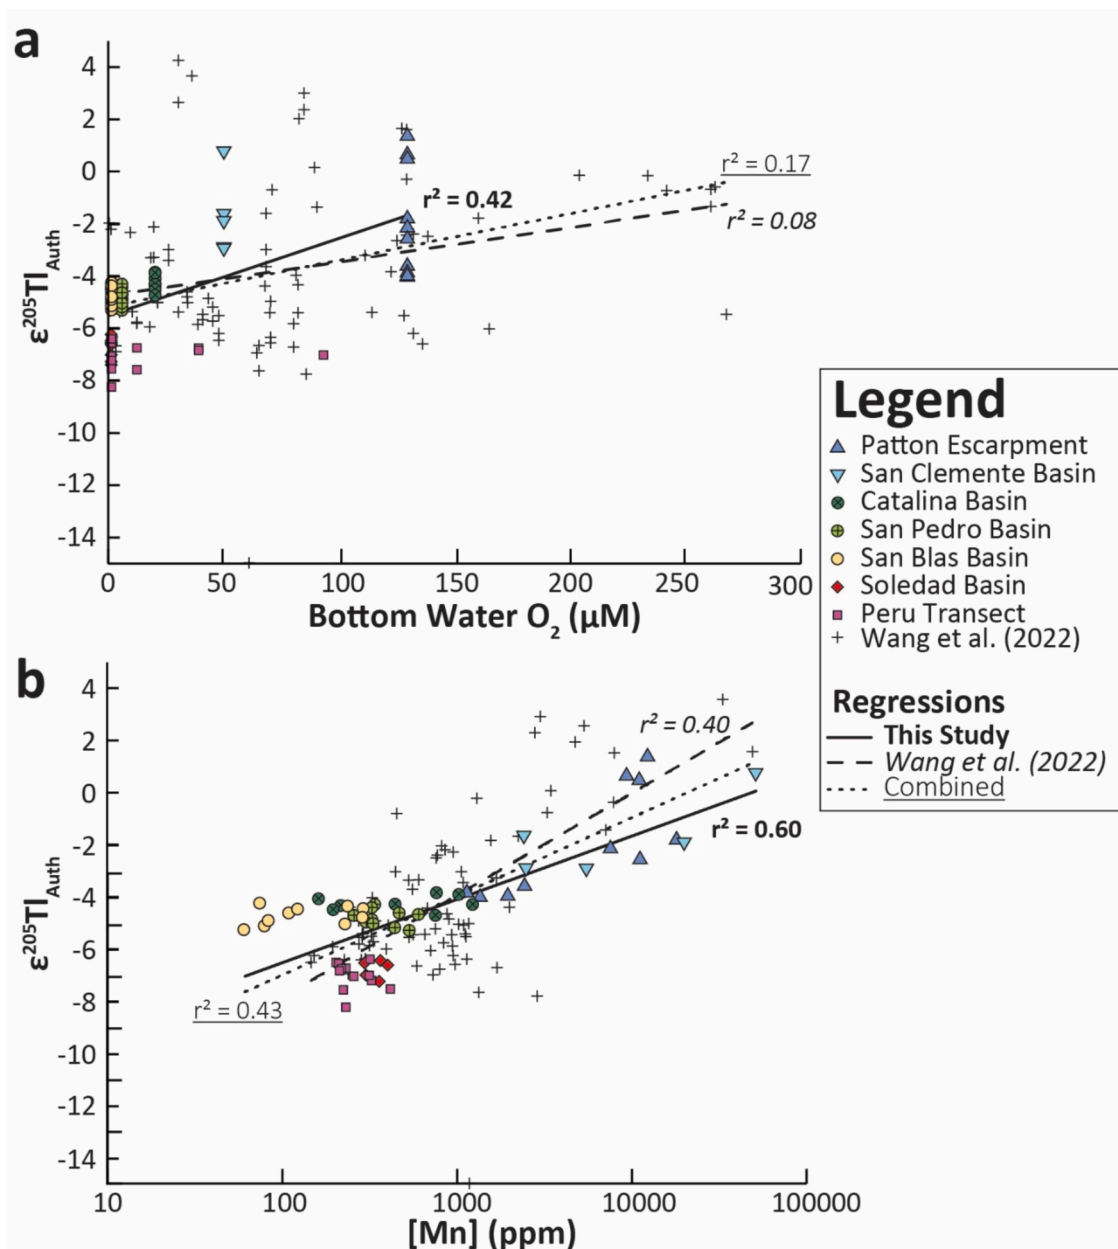 a
4
2
0
-2
-4
-6
-8
-10
-12
-14
ε²⁰⁵Tl_Auth
r² = 0.17
r² = 0.42
r² = 0.08
0 50 100 150 200 250 300
Bottom Water O₂ (μM)
Legend
Patton Escarpment
San Clemente Basin
Catalina Basin
San Pedro Basin
San Blas Basin
Soledad Basin
Peru Transect
Wang et al. (2022)
Regressions
This Study
Wang et al. (2022)
Combined
b
4
2
0
-2
-4
-6
-8
-10
-12
-14
ε²⁰⁵Tl_Auth
r² = 0.40
r² = 0.60
r² = 0.43
10 100 1000 10000 100000
[Mn] (ppm)